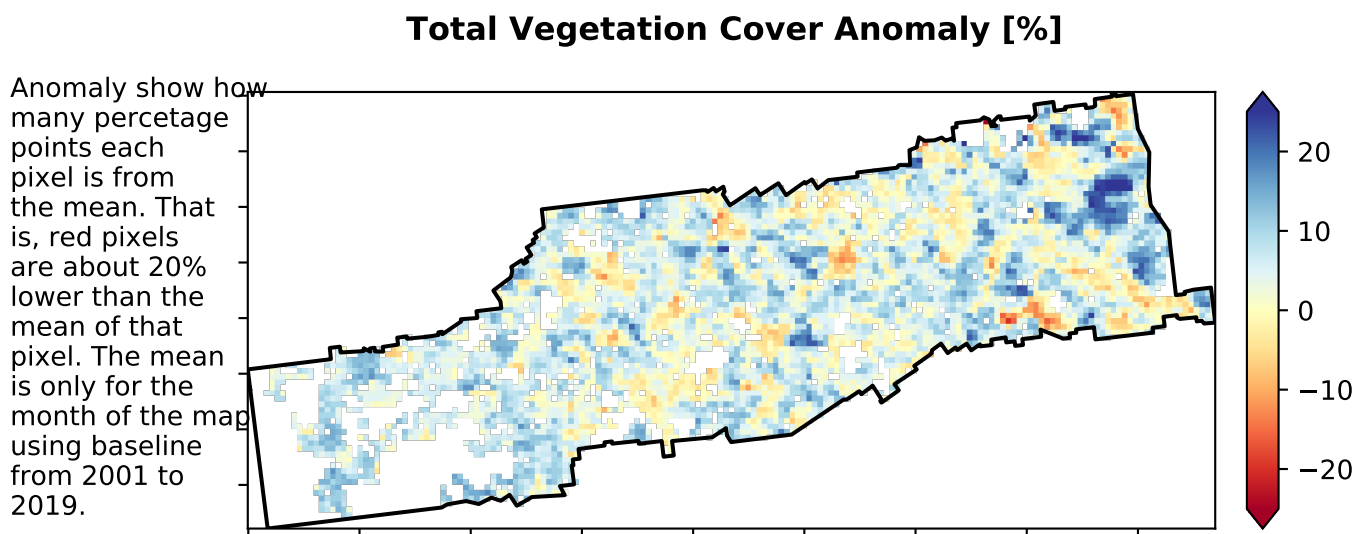 Total Vegetation Cover Anomaly [%]
Anomaly show how
many percetage
points each
pixel is from
the mean. That
is, red pixels
are about 20%
lower than the
mean of that
pixel. The mean
is only for the
month of the map
using baseline
from 2001 to
2019.
20
10
0
−10
−20